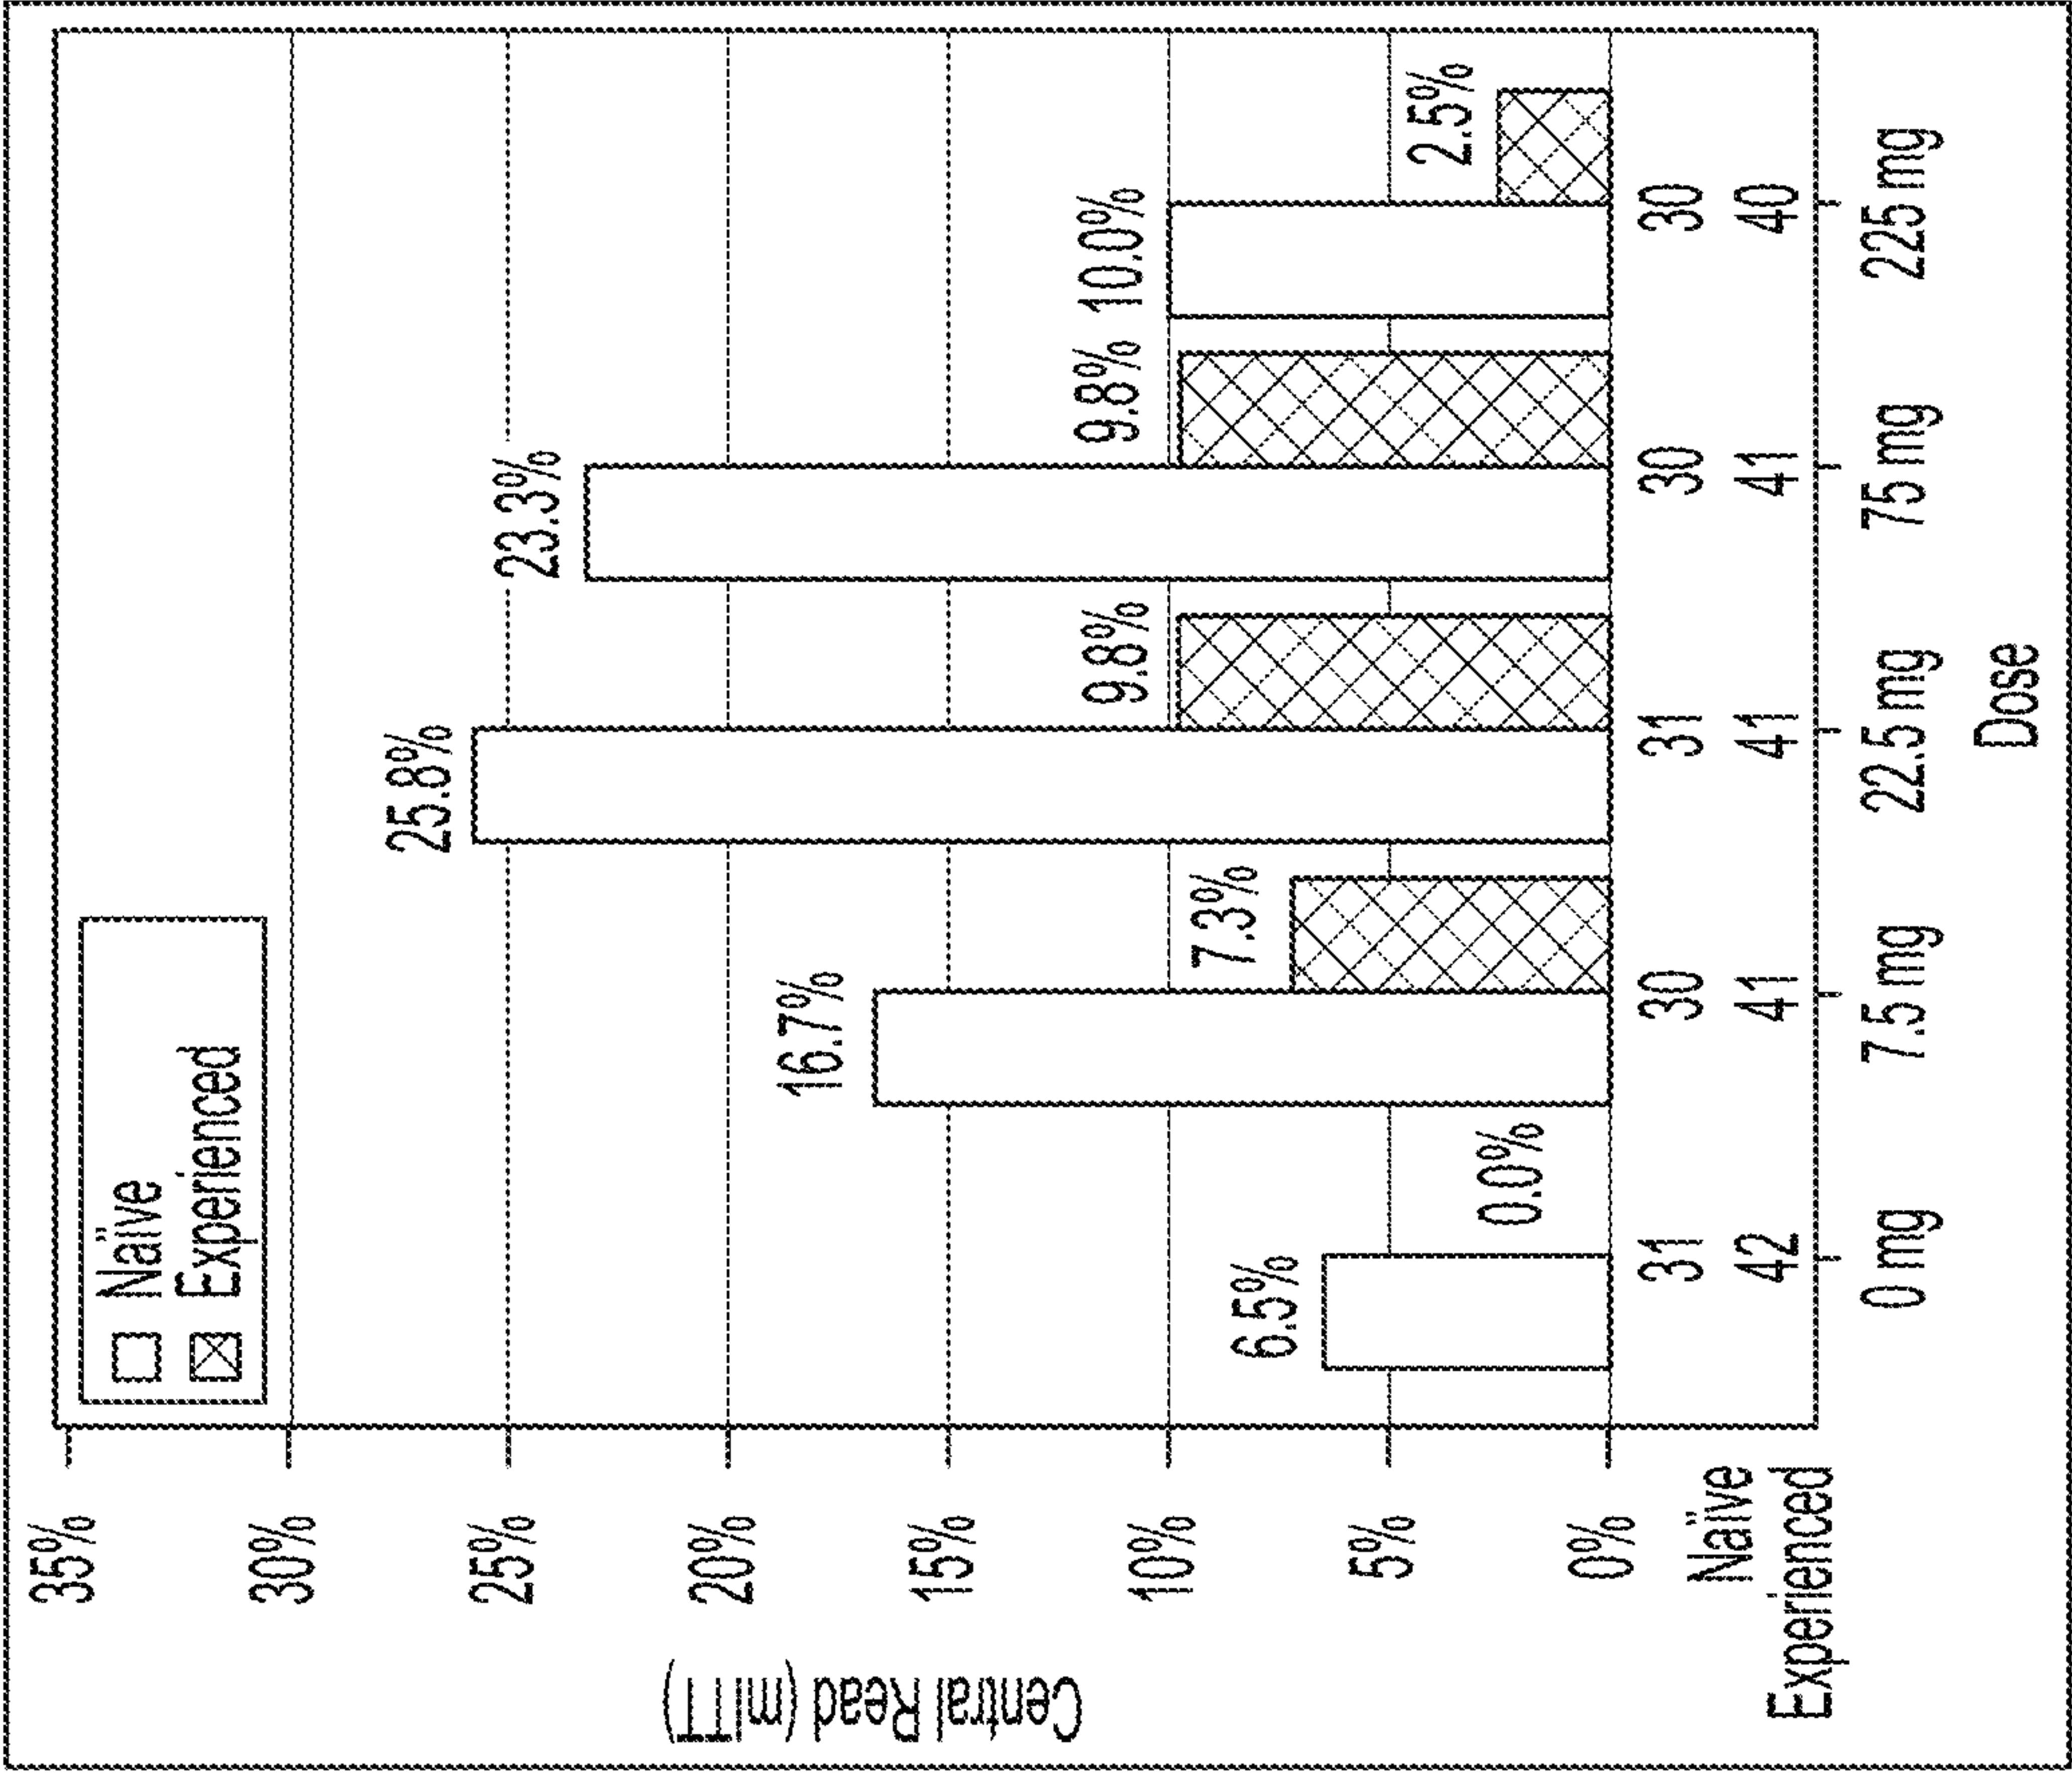 Naïve
Experienced
35%
30%
25%
20%
15%
10%
5%
0%
Central Read (mITT)
6.5%
0.0%
16.7%
7.3%
25.8%
9.8%
23.3%
9.8%
10.0%
2.5%
Naïve 31 30 31 30 30
Experienced 42 41 41 41 40
0 mg 7.5 mg 22.5 mg 75 mg 225 mg
Dose